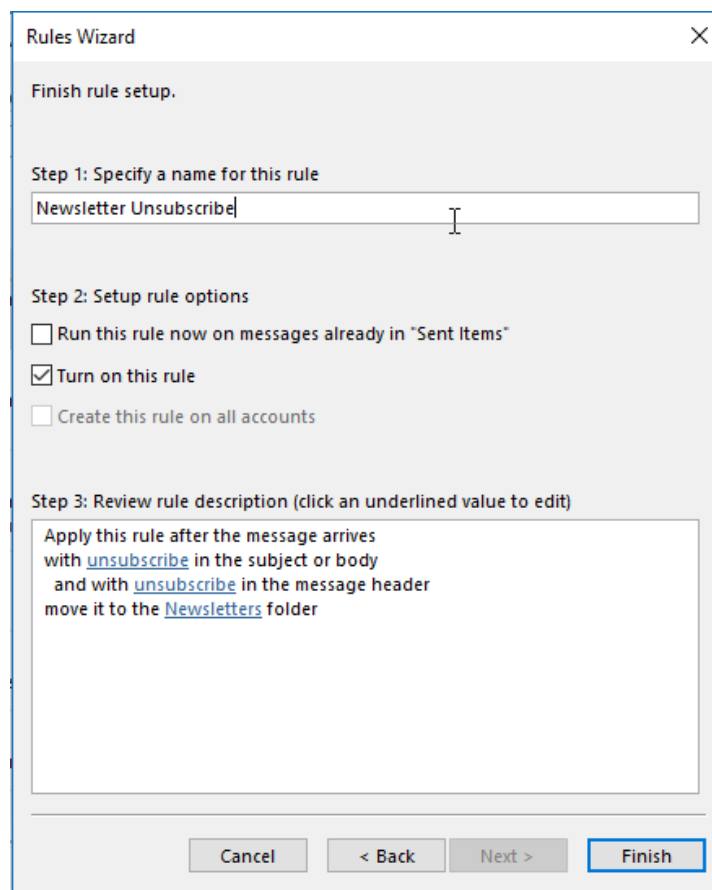 Rules Wizard
Finish rule setup.
Step 1: Specify a name for this rule
Newsletter Unsubscribe
Step 2: Setup rule options
Run this rule now on messages already in "Sent Items"
Turn on this rule
Create this rule on all accounts
Step 3: Review rule description (click an underlined value to edit)
Apply this rule after the message arrives
with unsubscribe in the subject or body
and with unsubscribe in the message header
move it to the Newsletters folder
Cancel < Back Next > Finish